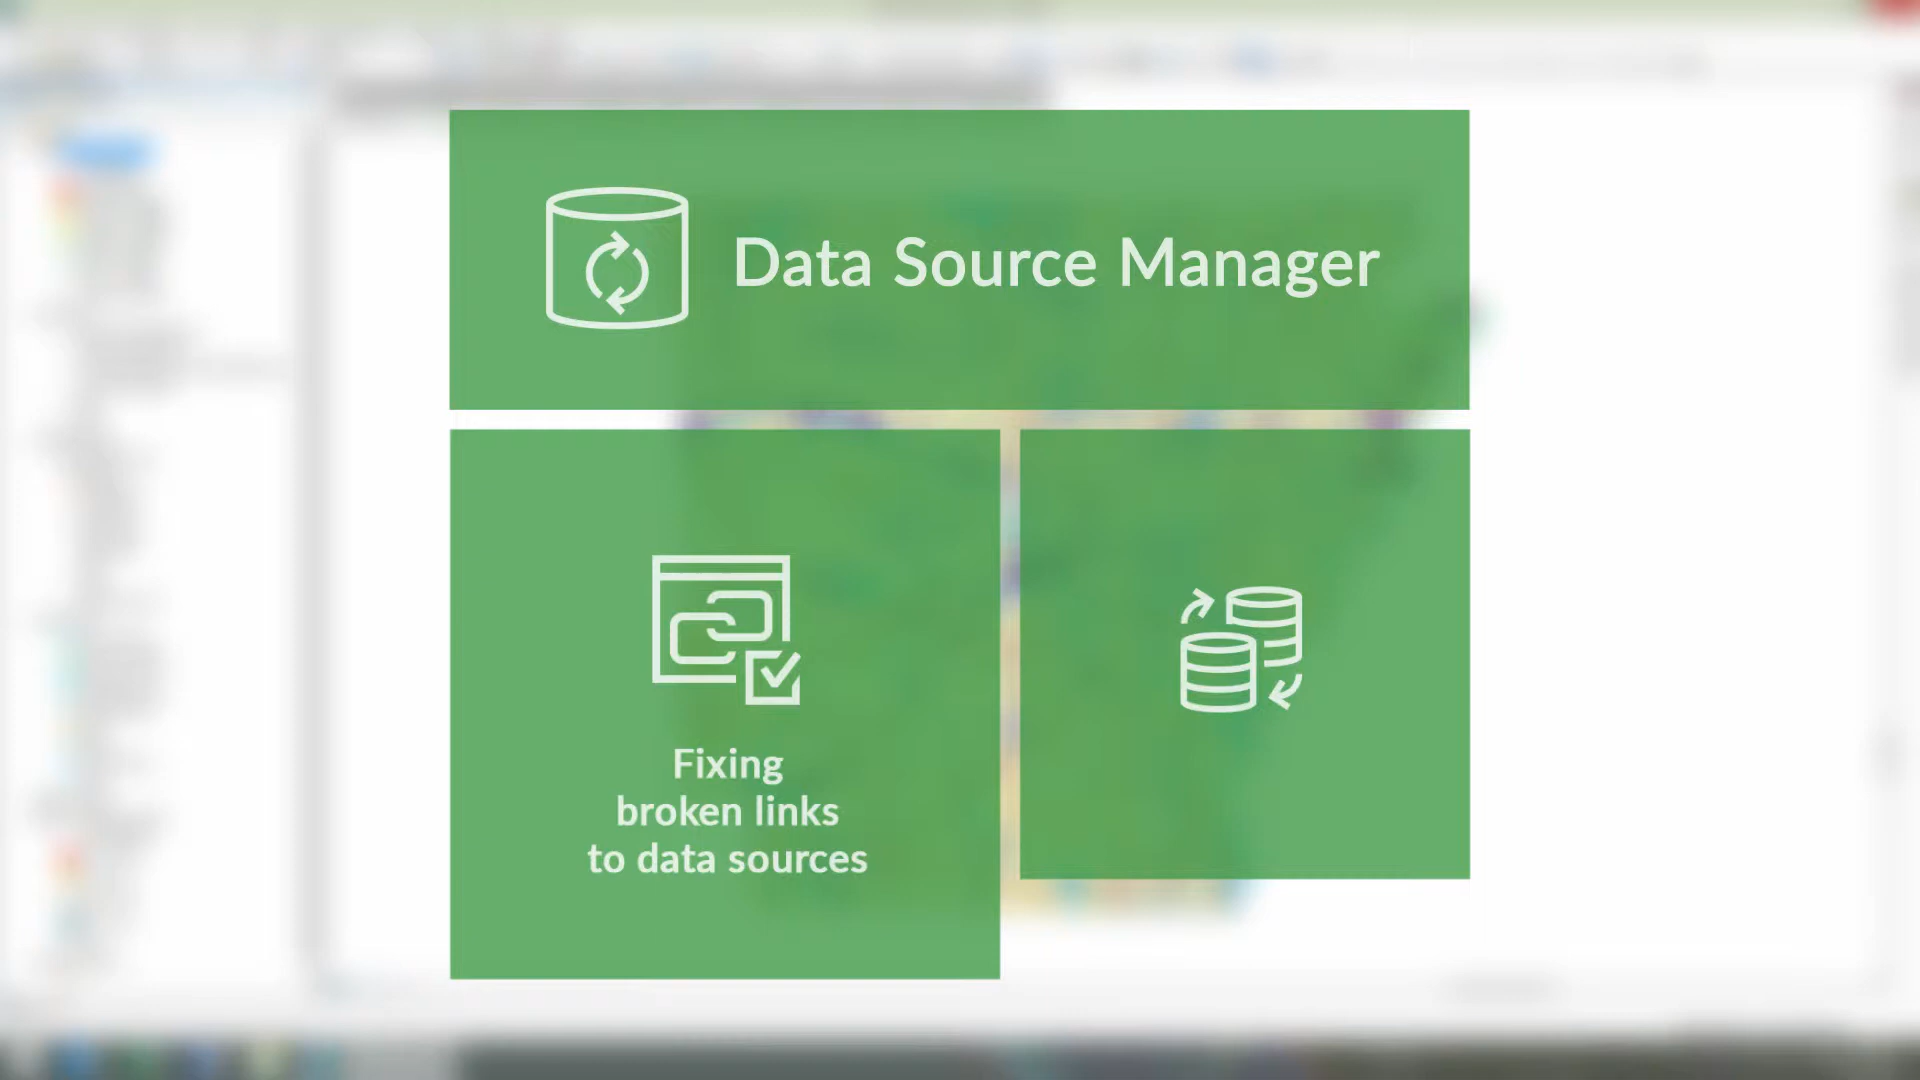 Data Source Manager
Fixing
broken links
to data sources